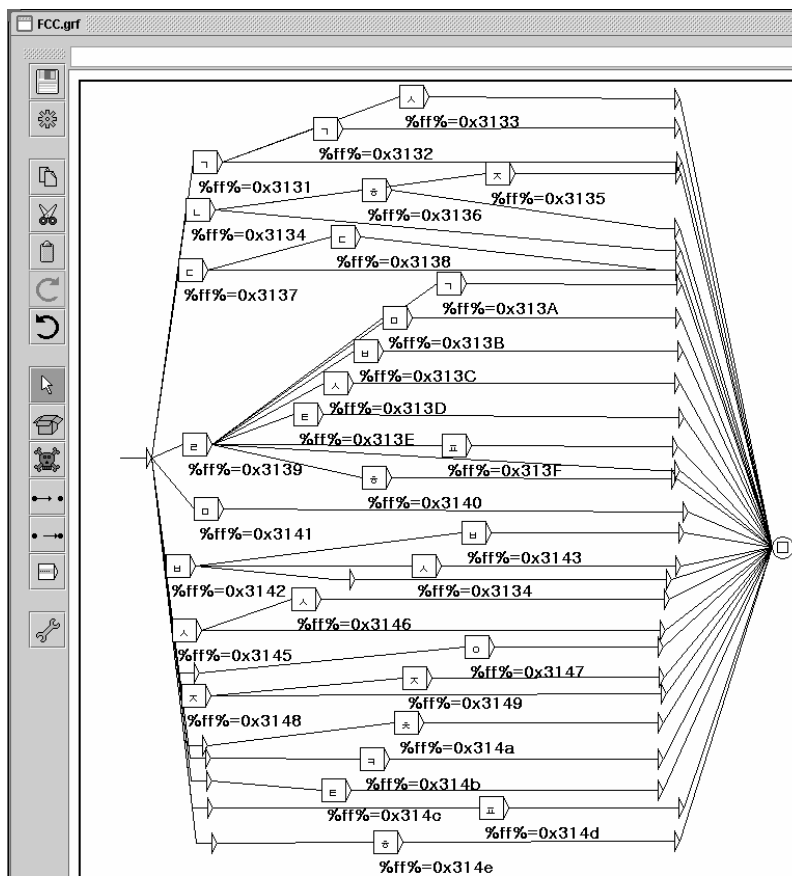 FCC.grf
ㅅ
%ff%=0x3133
ㄱ
%ff%=0x3132
ㄱ
%ff%=0x3131
ㅈ
%ff%=0x3135
ㅎ
%ff%=0x3136
ㄴ
%ff%=0x3134
ㄷ
%ff%=0x3138
ㄷ
%ff%=0x3137
ㄱ
%ff%=0x313A
ㅁ
%ff%=0x313B
ㅂ
%ff%=0x313C
ㅅ
%ff%=0x313D
ㅌ
%ff%=0x313E
ㅍ
%ff%=0x313F
ㄹ
%ff%=0x3139
ㅎ
%ff%=0x3140
ㅁ
%ff%=0x3141
ㅂ
%ff%=0x3143
ㅂ
%ff%=0x3142
ㅅ
%ff%=0x3134
ㅅ
%ff%=0x3146
ㅅ
%ff%=0x3145
ㅇ
%ff%=0x3147
ㅈ
%ff%=0x3149
ㅈ
%ff%=0x3148
ㅊ
%ff%=0x314a
ㅋ
%ff%=0x314b
ㅌ
%ff%=0x314c
ㅍ
%ff%=0x314d
ㅎ
%ff%=0x314e